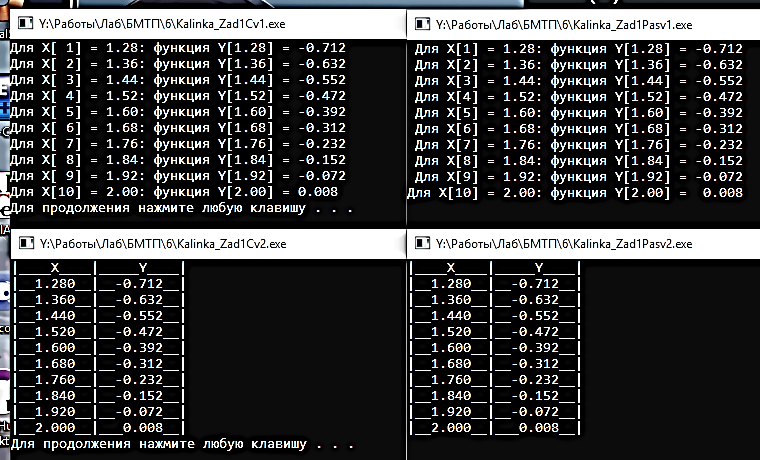 Y:\Работы\Лаб\БМТП\6\Kalinka_Zad1Cv1.exe
Для X[ 1] = 1.28: функция Y[1.28] = -0.712
Для X[ 2] = 1.36: функция Y[1.36] = -0.632
Для X[ 3] = 1.44: функция Y[1.44] = -0.552
Для X[ 4] = 1.52: функция Y[1.52] = -0.472
Для X[ 5] = 1.60: функция Y[1.60] = -0.392
Для X[ 6] = 1.68: функция Y[1.68] = -0.312
Для X[ 7] = 1.76: функция Y[1.76] = -0.232
Для X[ 8] = 1.84: функция Y[1.84] = -0.152
Для X[ 9] = 1.92: функция Y[1.92] = -0.072
Для X[10] = 2.00: функция Y[2.00] = 0.008
Для продолжения нажмите любую клавишу . . .
Y:\Работы\Лаб\БМТП\6\Kalinka_Zad1Pasv1.exe
Для X[1] = 1.28: функция Y[1.28] = -0.712
Для X[2] = 1.36: функция Y[1.36] = -0.632
Для X[3] = 1.44: функция Y[1.44] = -0.552
Для X[4] = 1.52: функция Y[1.52] = -0.472
Для X[5] = 1.60: функция Y[1.60] = -0.392
Для X[6] = 1.68: функция Y[1.68] = -0.312
Для X[7] = 1.76: функция Y[1.76] = -0.232
Для X[8] = 1.84: функция Y[1.84] = -0.152
Для X[9] = 1.92: функция Y[1.92] = -0.072
Для X[10] = 2.00: функция Y[2.00] =  0.008
Y:\Работы\Лаб\БМТП\6\Kalinka_Zad1Cv2.exe
|____X____|____Y_____|
|__1.280__|__-0.712__|
|__1.360__|__-0.632__|
|__1.440__|__-0.552__|
|__1.520__|__-0.472__|
|__1.600__|__-0.392__|
|__1.680__|__-0.312__|
|__1.760__|__-0.232__|
|__1.840__|__-0.152__|
|__1.920__|__-0.072__|
|__2.000__|___0.008__|
Для продолжения нажмите любую клавишу . . .
Y:\Работы\Лаб\БМТП\6\Kalinka_Zad1Pasv2.exe
|____X____|____Y_____|
|__1.280__|__-0.712__|
|__1.360__|__-0.632__|
|__1.440__|__-0.552__|
|__1.520__|__-0.472__|
|__1.600__|__-0.392__|
|__1.680__|__-0.312__|
|__1.760__|__-0.232__|
|__1.840__|__-0.152__|
|__1.920__|__-0.072__|
|__2.000__|___0.008__|